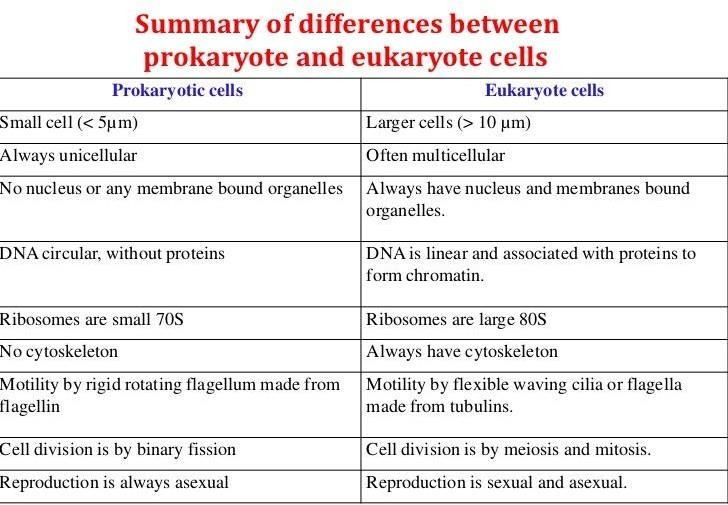 Summary of differences between
prokaryote and eukaryote cells
Prokaryotic cells Eukaryote cells
Small cell (< 5µm) Larger cells (> 10 µm)
Always unicellular Often multicellular
No nucleus or any membrane bound organelles Always have nucleus and membranes bound
organelles.
DNA circular, without proteins DNA is linear and associated with proteins to
form chromatin.
Ribosomes are small 70S Ribosomes are large 80S
No cytoskeleton Always have cytoskeleton
Motility by rigid rotating flagellum made from Motility by flexible waving cilia or flagella
flagellin made from tubulins.
Cell division is by binary fission Cell division is by meiosis and mitosis.
Reproduction is always asexual Reproduction is sexual and asexual.